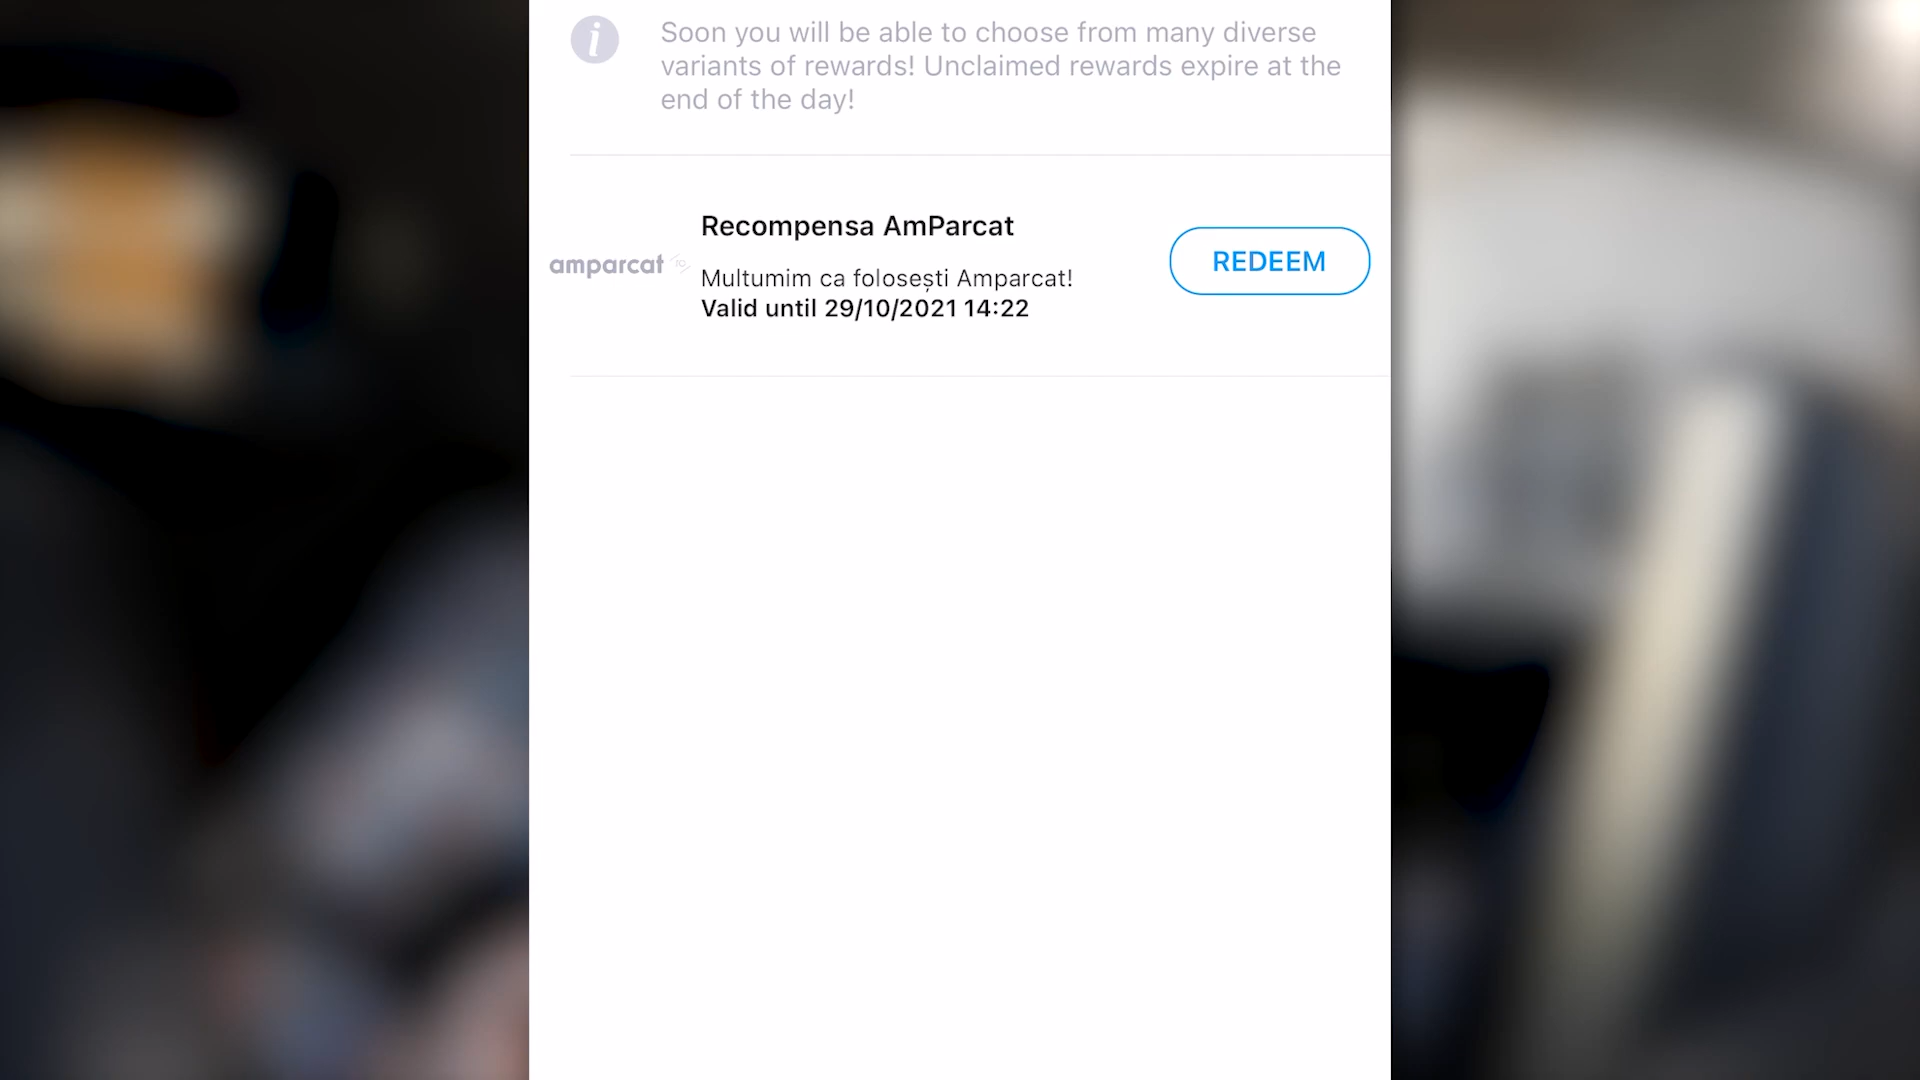 Soon you will be able to choose from many diverse
variants of rewards! Unclaimed rewards expire at the
end of the day!
Recompensa AmParcat
amparcat /ro/
Multumim ca folosești Amparcat!
Valid until 29/10/2021 14:22
REDEEM